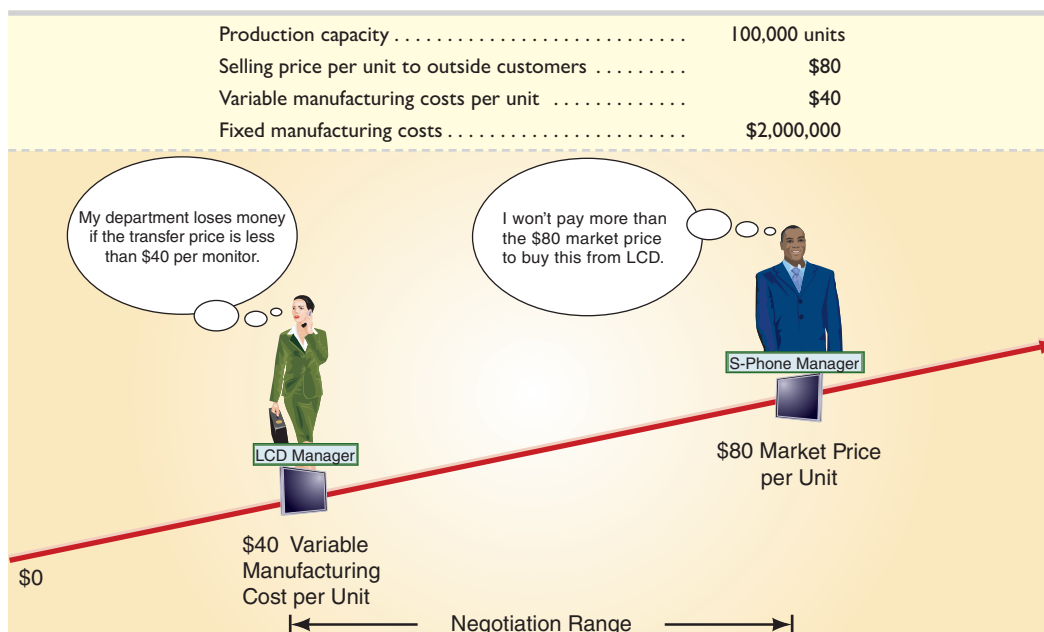 Production capacity . . . . . . . . . . . . . . . . . . . . . . . . . . . . 100,000 units
Selling price per unit to outside customers . . . . . . . . . $80
Variable manufacturing costs per unit . . . . . . . . . . . . . $40
Fixed manufacturing costs . . . . . . . . . . . . . . . . . . . . . . . $2,000,000
My department loses money
if the transfer price is less
than $40 per monitor.
I won't pay more than
the $80 market price
to buy this from LCD.
S-Phone Manager
LCD Manager
$80 Market Price
per Unit
$0
$40 Variable
Manufacturing
Cost per Unit
Negotiation Range